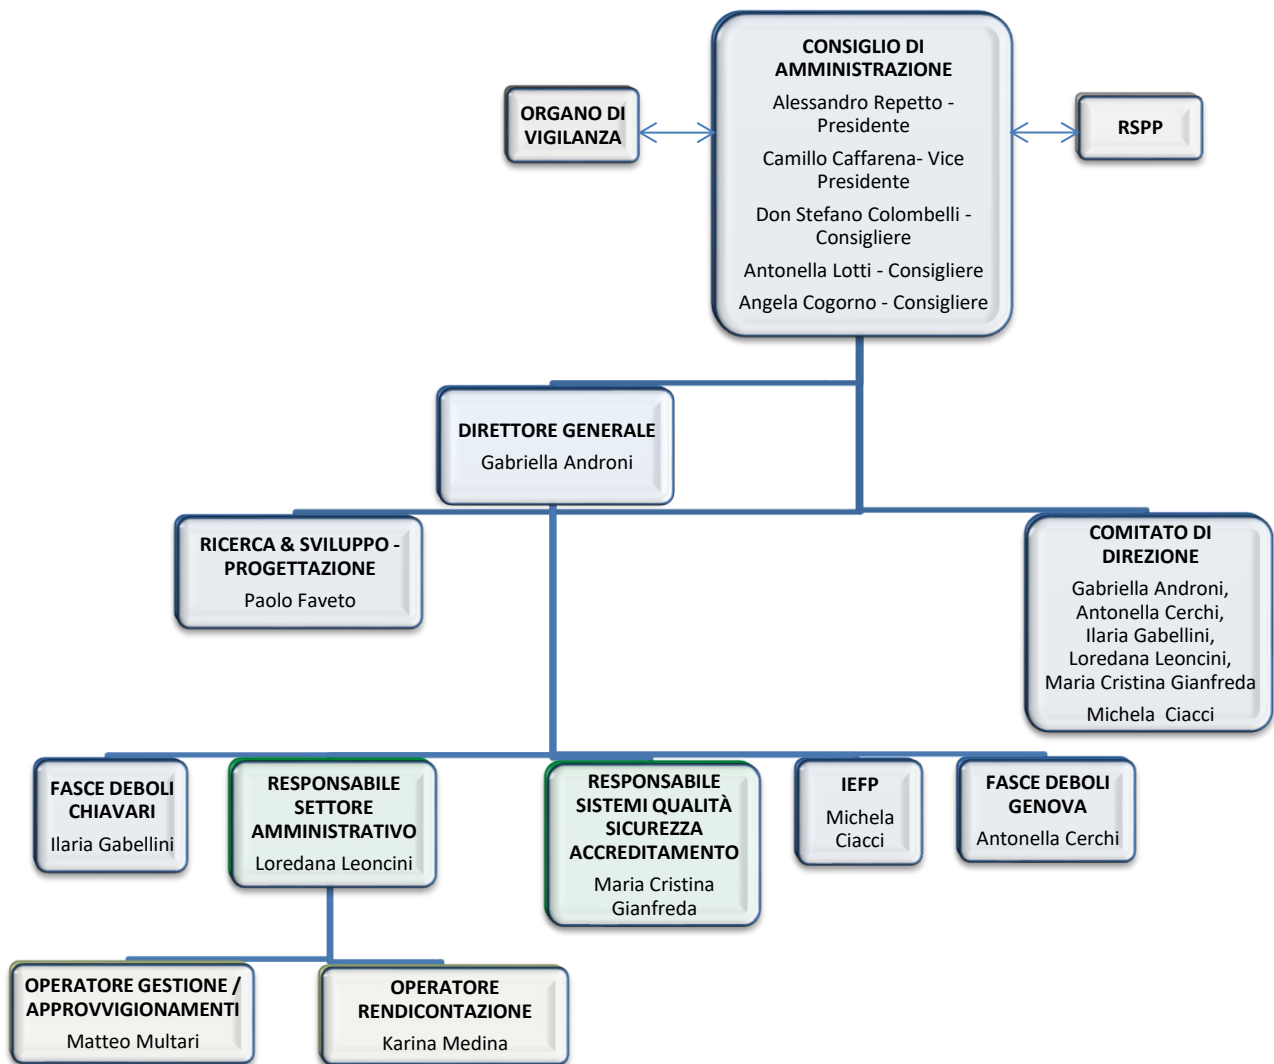 CONSIGLIO DI
AMMINISTRAZIONE
Alessandro Repetto -
Presidente
Camillo Caffarena- Vice
Presidente
Don Stefano Colombelli -
Consigliere
Antonella Lotti - Consigliere
Angela Cogorno - Consigliere
ORGANO DI
VIGILANZA
RSPP
DIRETTORE GENERALE
Gabriella Androni
RICERCA & SVILUPPO -
PROGETTAZIONE
Paolo Faveto
COMITATO DI
DIREZIONE
Gabriella Androni,
Antonella Cerchi,
Ilaria Gabellini,
Loredana Leoncini,
Maria Cristina Gianfreda
Michela Ciacci
FASCE DEBOLI
CHIAVARI
Ilaria Gabellini
RESPONSABILE
SETTORE
AMMINISTRATIVO
Loredana Leoncini
RESPONSABILE
SISTEMI QUALITÀ
SICUREZZA
ACCREDITAMENTO
Maria Cristina
Gianfreda
IEFP
Michela
Ciacci
FASCE DEBOLI
GENOVA
Antonella Cerchi
OPERATORE GESTIONE /
APPROVVIGIONAMENTI
Matteo Multari
OPERATORE
RENDICONTAZIONE
Karina Medina